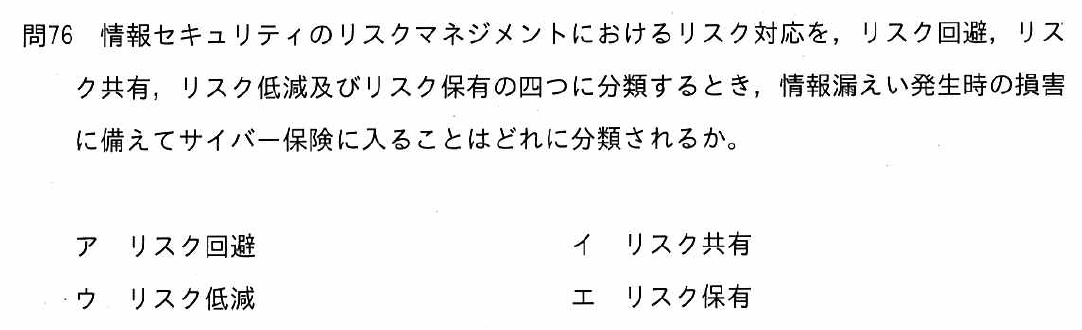 問76 情報セキュリティのリスクマネジメントにおけるリスク対応を，リスク回避，リス
ク共有，リスク低減及びリスク保有の四つに分類するとき，情報漏えい発生時の損害
に備えてサイバー保険に入ることはどれに分類されるか。
ア リスク回避 イ リスク共有
ウ リスク低減 エ リスク保有